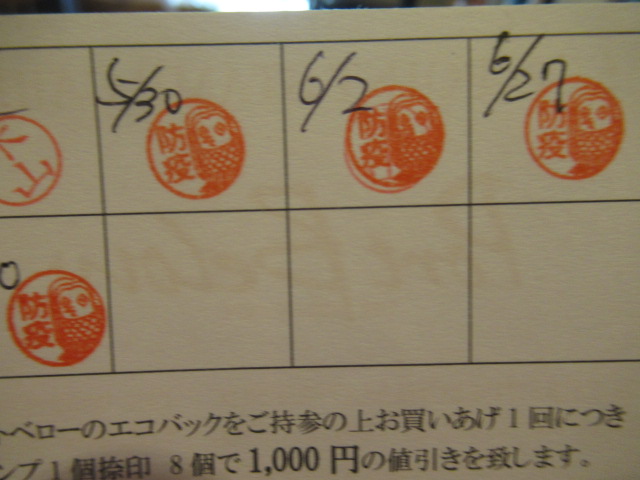 5/30 6/2 6/27
山 防疫 防疫 防疫
0
防疫
トベローのエコバックをご持参の上お買いあげ1回につき
ンプ1個捺印 8個で1,000円の値引きを致します。